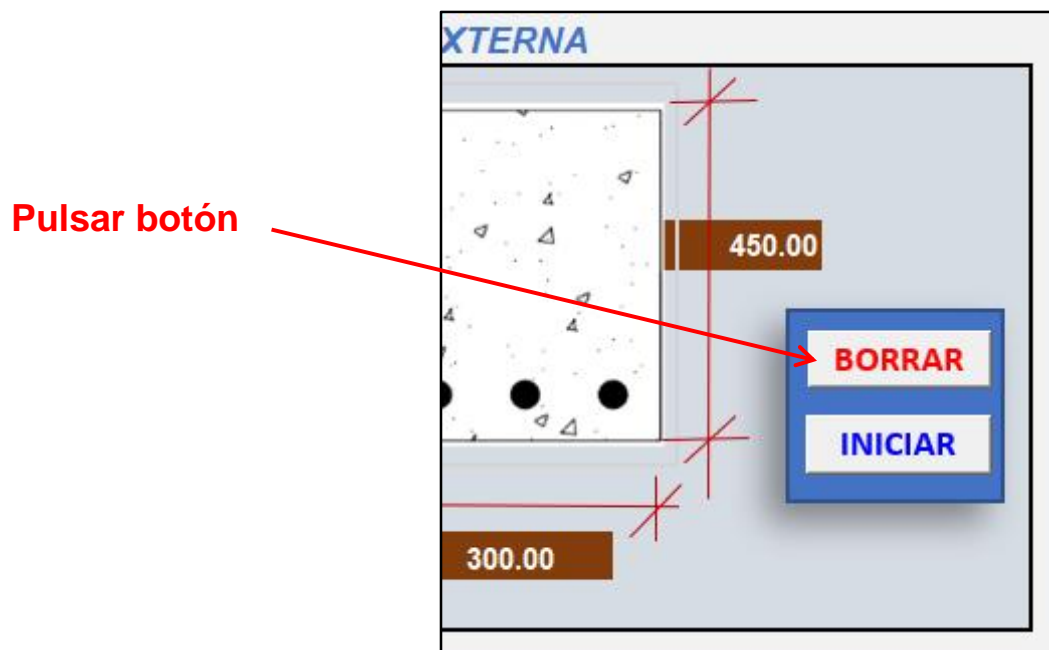 XTERNA
Pulsar botón
450.00
BORRAR
INICIAR
300.00